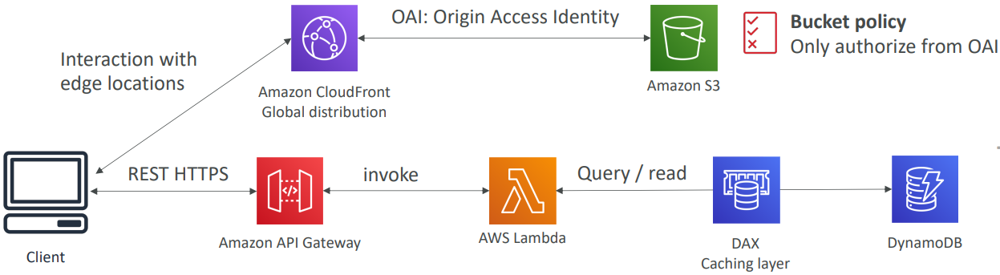 OAI: Origin Access Identity
Bucket policy
Only authorize from OAI
Interaction with
edge locations
Amazon CloudFront
Global distribution
Amazon S3
REST HTTPS
invoke
Query / read
Client
Amazon API Gateway
AWS Lambda
DAX
Caching layer
DynamoDB